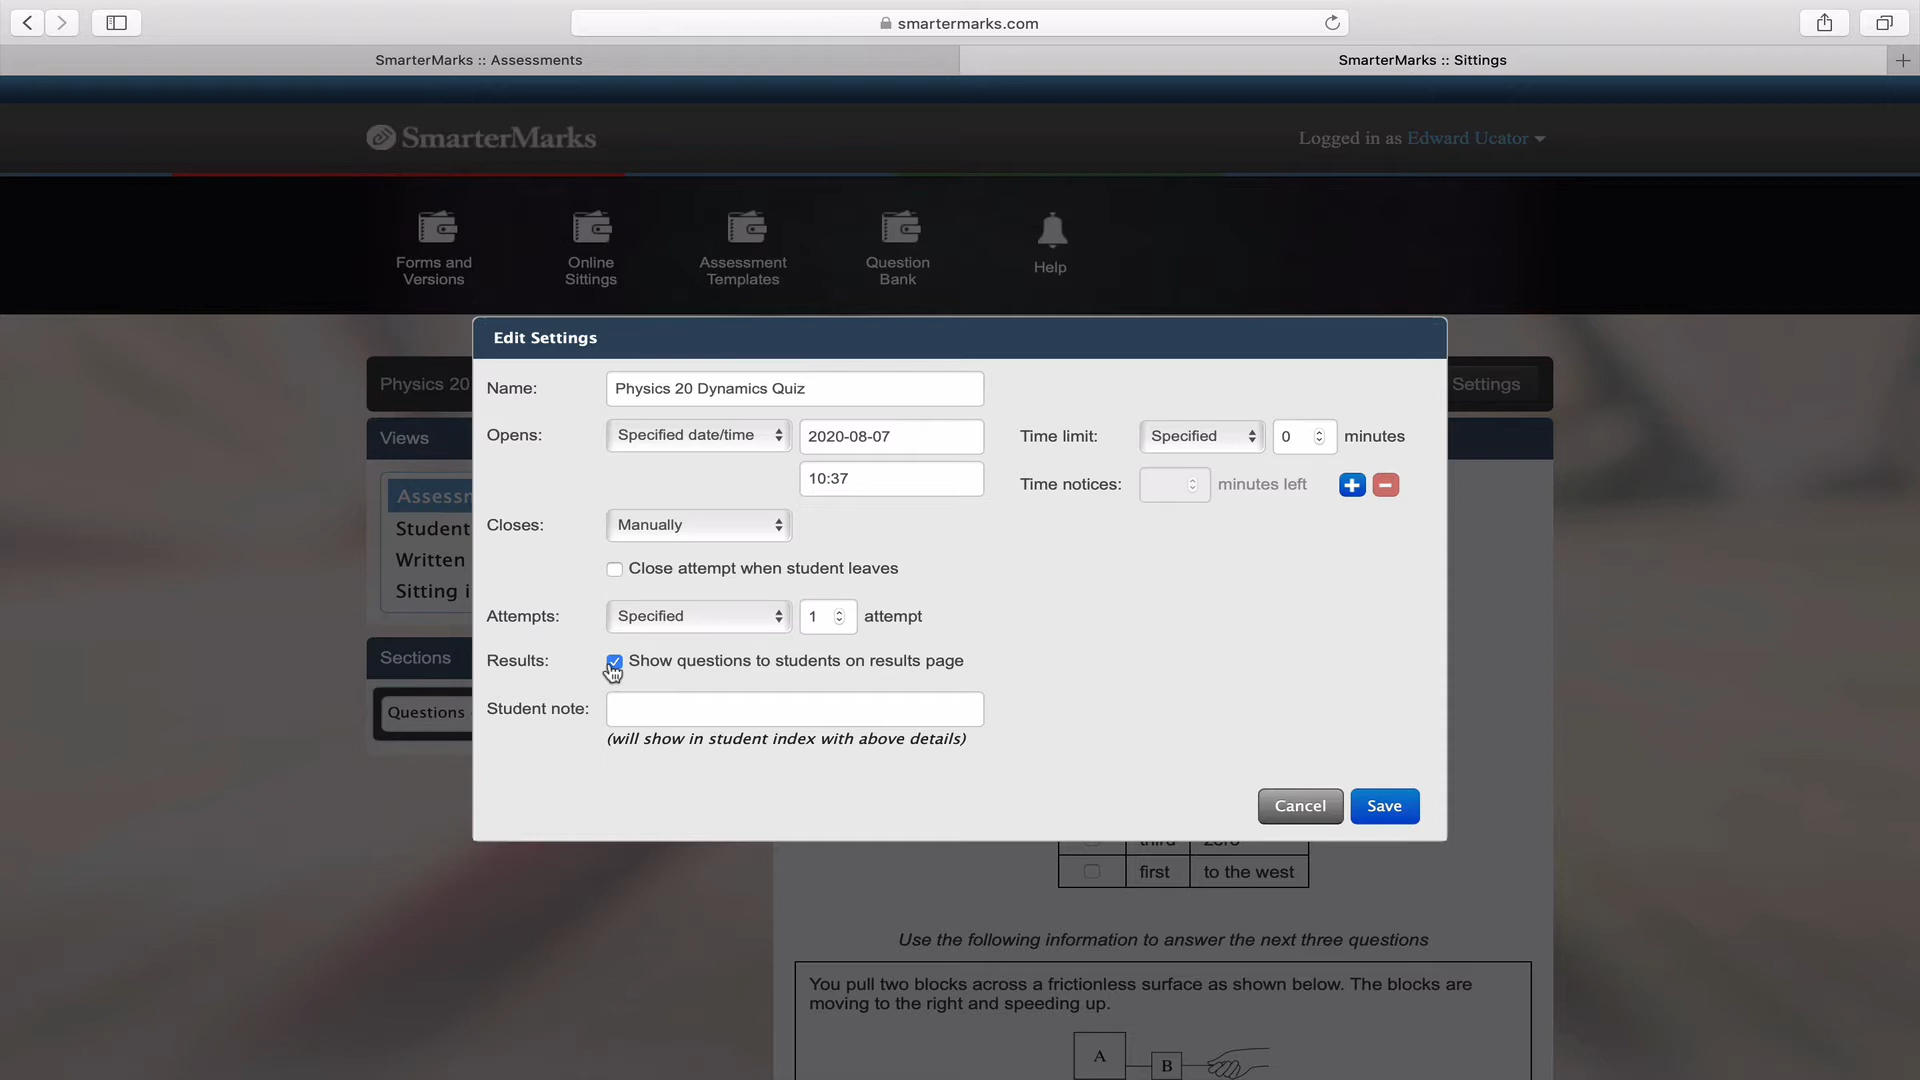 smartermarks.com
SmarterMarks :: Assessments
SmarterMarks :: Sittings
SmarterMarks
Logged in as Edward Ucator
Forms and
Versions
Online
Sittings
Assessment
Templates
Question
Bank
Help
Physics 20
Settings
Views
Student
Written
Sections
Questions
Edit Settings
Name: Physics 20 Dynamics Quiz
Opens: Specified date/time 2020-08-07
10:37
Time limit: Specified 0 minutes
Time notices: minutes left
Closes: Manually
Close attempt when student leaves
Attempts: Specified 1 attempt
Results: Show questions to students on results page
Student note:
(will show in student index with above details)
Cancel Save
third zero
first to the west
Use the following information to answer the next three questions
You pull two blocks across a frictionless surface as shown below. The blocks are
moving to the right and speeding up.
A
B